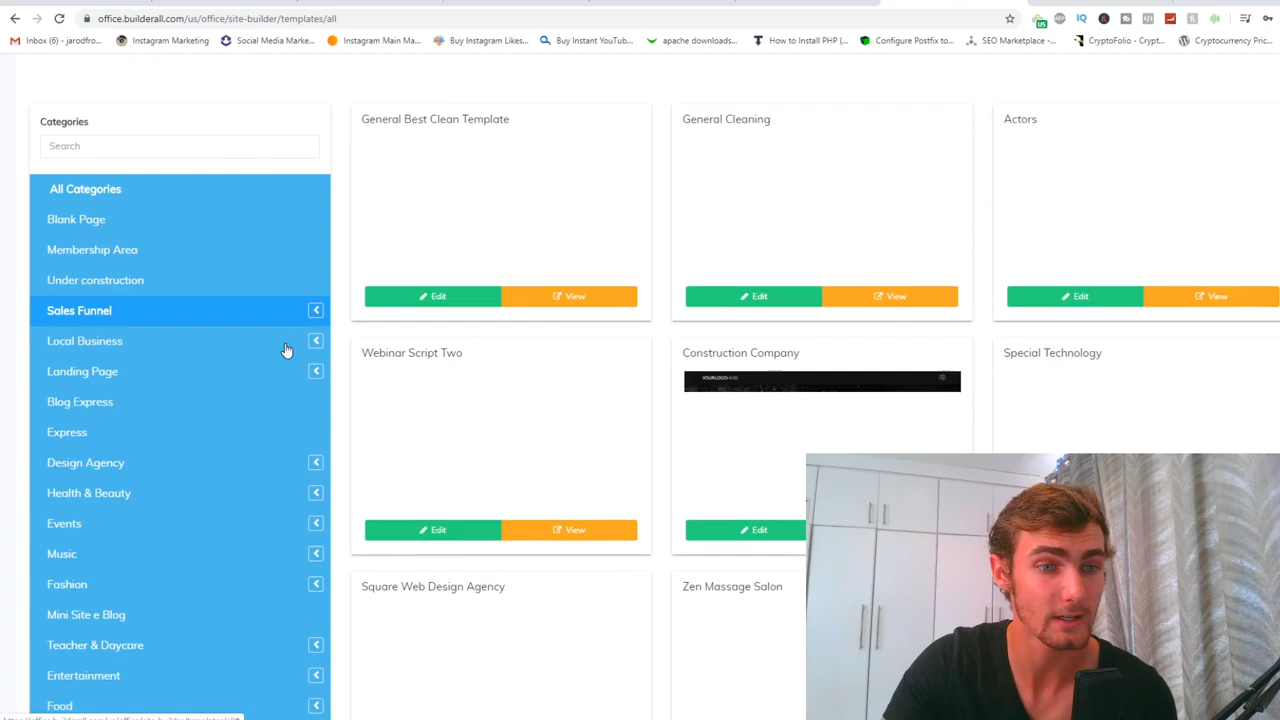 office.builderall.com/us/office/site-builder/templates/all
Inbox (6) - jarodfro...
Instagram Marketing
Social Media Marke...
Instagram Main Ma...
Buy Instagram Likes...
Buy Instant YouTub...
apache downloads...
How to Install PHP (...
Configure Postfix to...
SEO Marketplace -...
CryptoFolio - Crypt...
Cryptocurrency Pric...
Categories
Search
All Categories
Blank Page
Membership Area
Under construction
Sales Funnel
Local Business
Landing Page
Blog Express
Express
Design Agency
Health & Beauty
Events
Music
Fashion
Mini Site e Blog
Teacher & Daycare
Entertainment
Food
General Best Clean Template
Edit
View
General Cleaning
Edit
View
Actors
Edit
View
Webinar Script Two
Edit
View
Construction Company
YOURLOGOHERE
Edit
Special Technology
Square Web Design Agency
Zen Massage Salon